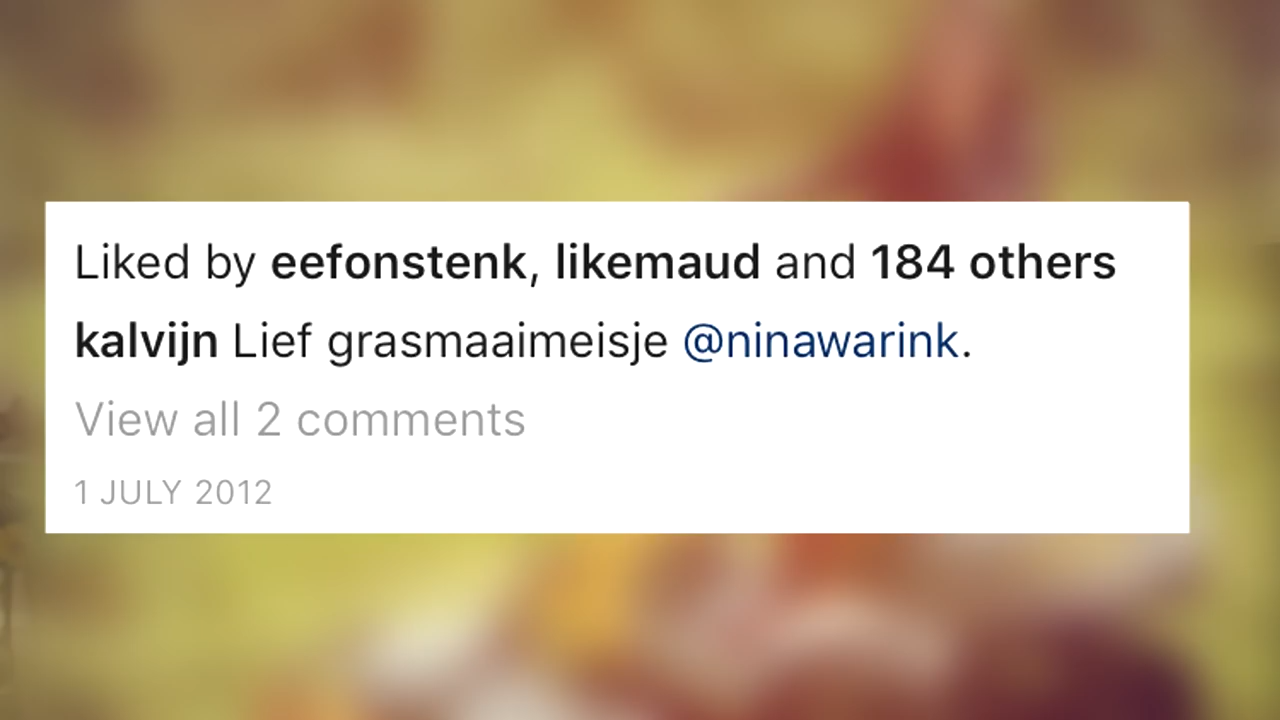 Liked by eefonstenk, likemaud and 184 others
kalvijn Lief grasmaaimeisje @ninawarink.
View all 2 comments
1 JULY 2012